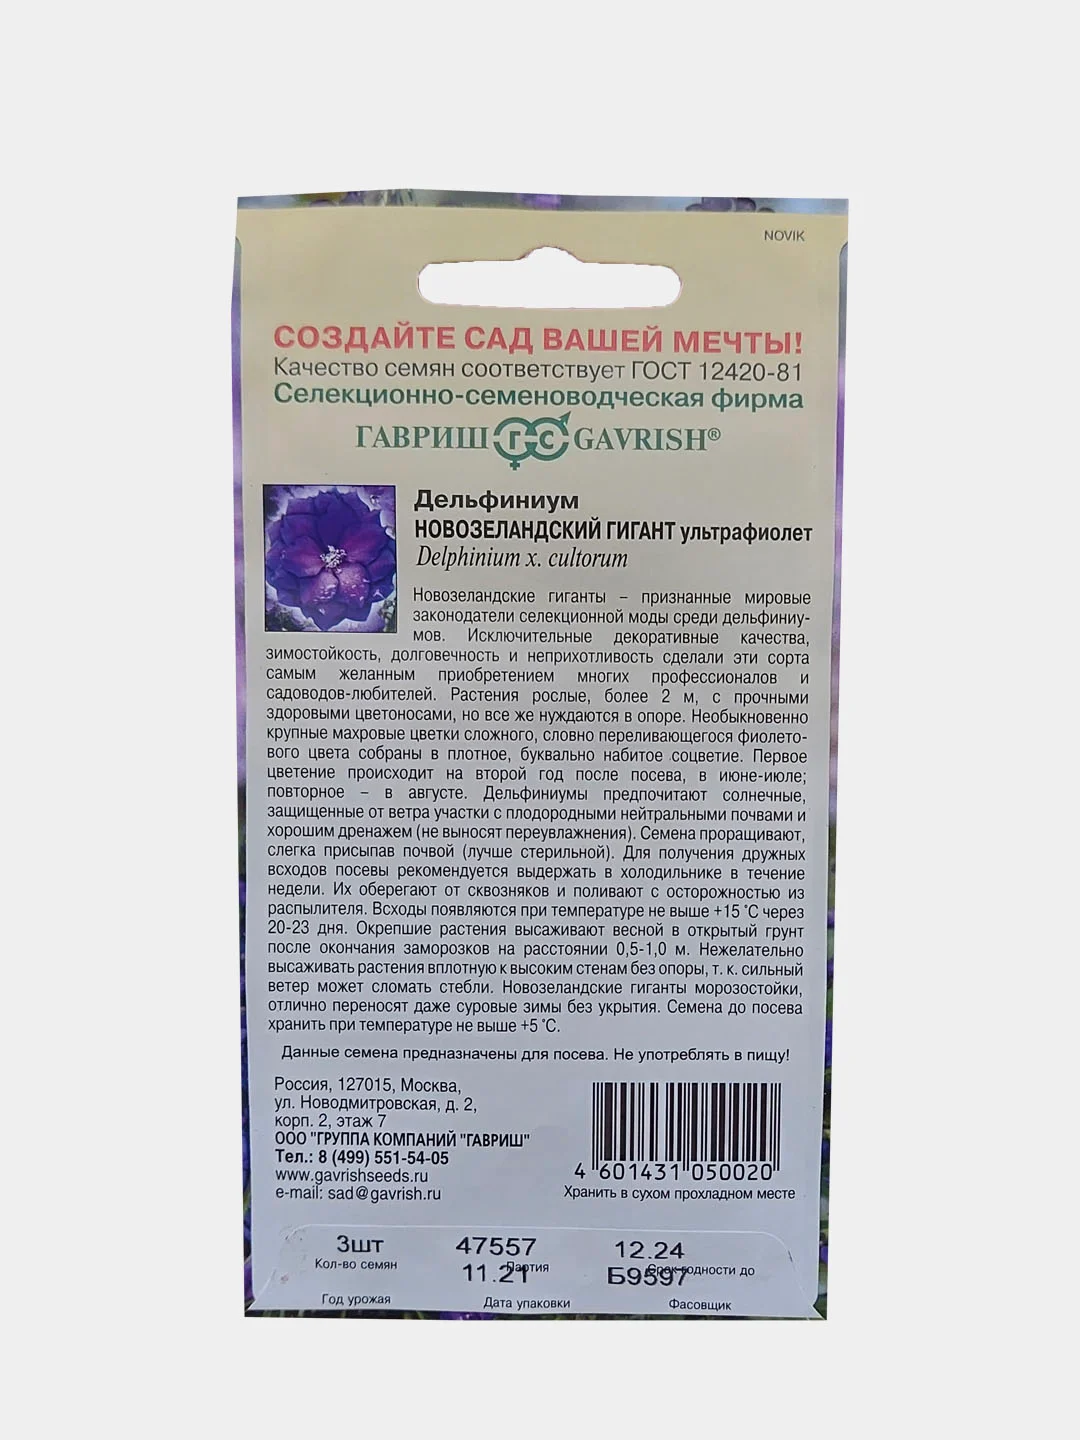 NOVIK
СОЗДАЙТЕ САД ВАШЕЙ МЕЧТЫ!
Качество семян соответствует ГОСТ 12420-81
Селекционно-семеноводческая фирма
ГАВРИШ ГС GAVRISH®
Дельфиниум
НОВОЗЕЛАНДСКИЙ ГИГАНТ ультрафиолет
Delphinium x. cultorum
Новозеландские гиганты – признанные мировые
законодатели селекционной моды среди дельфиниу-
мов. Исключительные декоративные качества,
зимостойкость, долговечность и неприхотливость сделали эти сорта
самым желанным приобретением многих профессионалов и
садоводов-любителей. Растения рослые, более 2 м, с прочными
здоровыми цветоносами, но все же нуждаются в опоре. Необыкновенно
крупные махровые цветки сложного, словно переливающегося фиолето-
вого цвета собраны в плотное, буквально набитое соцветие. Первое
цветение происходит на второй год после посева, в июне-июле;
повторное – в августе. Дельфиниумы предпочитают солнечные,
защищенные от ветра участки с плодородными нейтральными почвами и
хорошим дренажем (не выносят переувлажнения). Семена проращивают,
слегка присыпав почвой (лучше стерильной). Для получения дружных
всходов посевы рекомендуется выдержать в холодильнике в течение
недели. Их оберегают от сквозняков и поливают с осторожностью из
распылителя. Всходы появляются при температуре не выше +15 ˚С через
20-23 дня. Окрепшие растения высаживают весной в открытый грунт
после окончания заморозков на расстоянии 0,5-1,0 м. Нежелательно
высаживать растения вплотную к высоким стенам без опоры, т. к. сильный
ветер может сломать стебли. Новозеландские гиганты морозостойки,
отлично переносят даже суровые зимы без укрытия. Семена до посева
хранить при температуре не выше +5 ˚С.
Данные семена предназначены для посева. Не употреблять в пищу!
Россия, 127015, Москва,
ул. Новодмитровская, д. 2,
корп. 2, этаж 7
ООО "ГРУППА КОМПАНИЙ "ГАВРИШ"
Тел.: 8 (499) 551-54-05
www.gavrishseeds.ru
e-mail: sad@gavrish.ru
4 601431 050020
Хранить в сухом прохладном месте
3шт 47557 12.24
Кол-во семян Партия Срок годности до
11.21 Б9597
Год урожая Дата упаковки Фасовщик